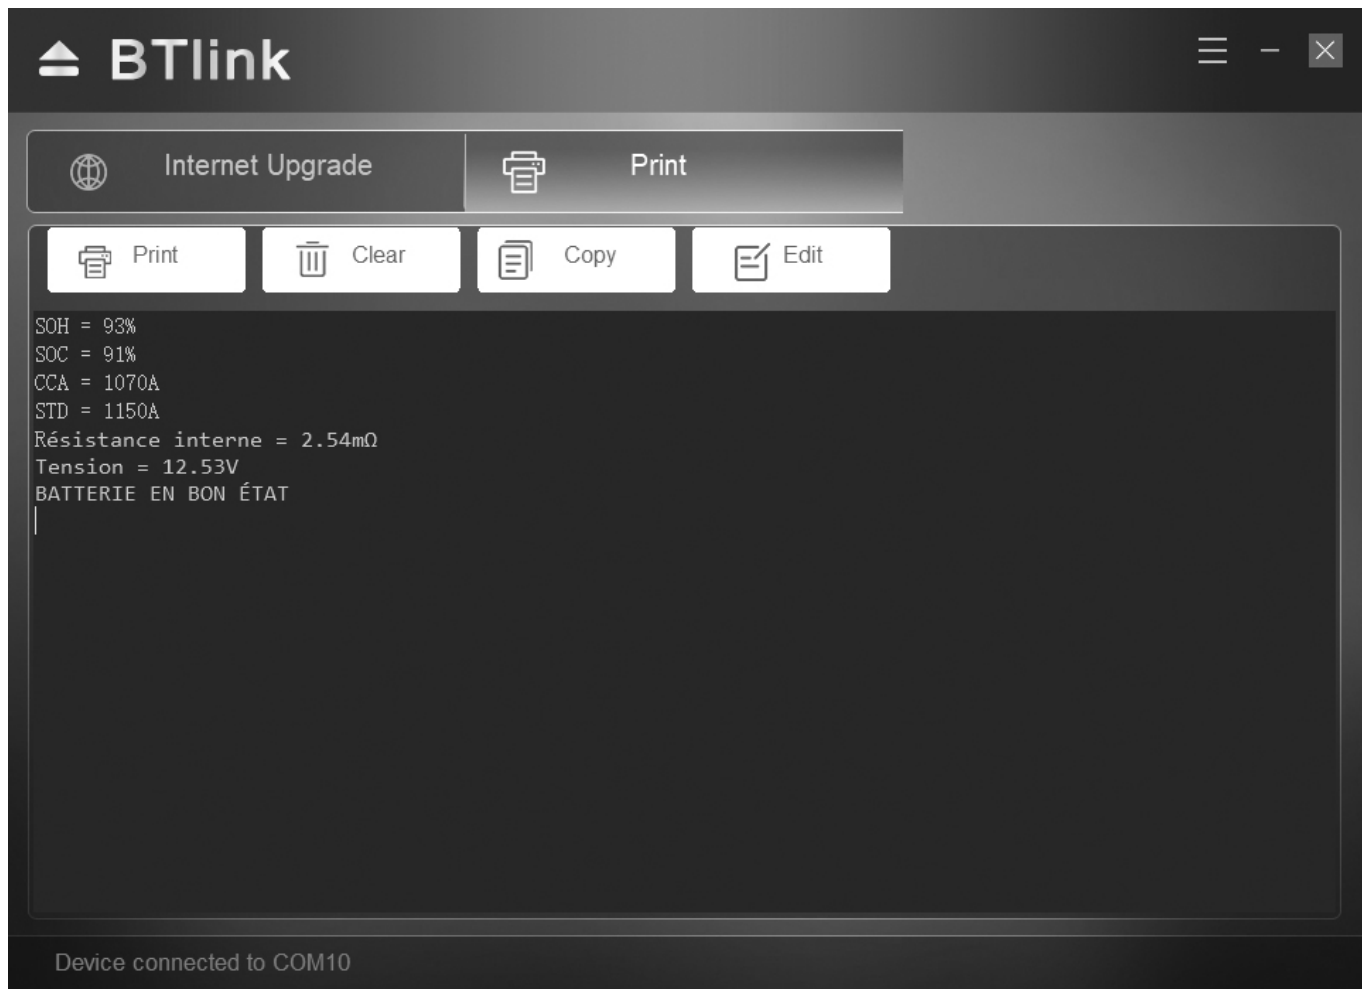 BTlink
Internet Upgrade
Print
Print
Clear
Copy
Edit
SOH = 93%
SOC = 91%
CCA = 1070A
STD = 1150A
Résistance interne = 2.54mΩ
Tension = 12.53V
BATTERIE EN BON ÉTAT
Device connected to COM10